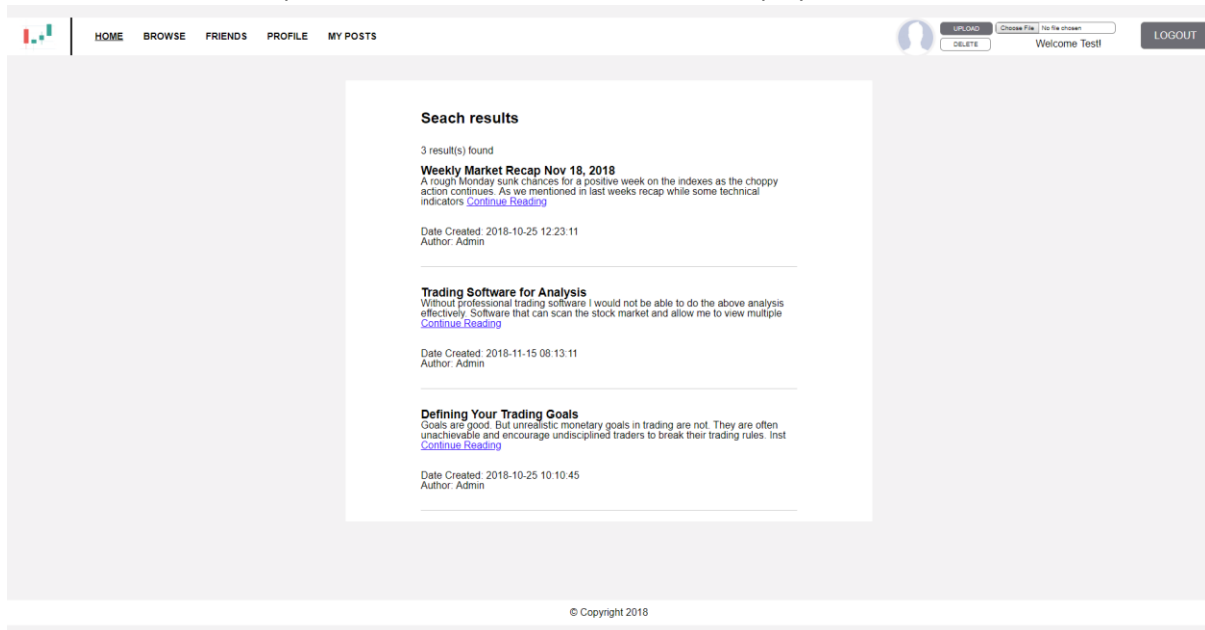 HOME BROWSE FRIENDS PROFILE MY POSTS
UPLOAD Choose File No file chosen
DELETE Welcome Test! LOGOUT
Seach results
3 result(s) found
Weekly Market Recap Nov 18, 2018
A rough Monday sunk chances for a positive week on the indexes as the choppy
action continues. As we mentioned in last weeks recap while some technical
indicators Continue Reading
Date Created: 2018-10-25 12:23:11
Author: Admin
Trading Software for Analysis
Without professional trading software I would not be able to do the above analysis
effectively. Software that can scan the stock market and allow me to view multiple
Continue Reading
Date Created: 2018-11-15 08:13:11
Author: Admin
Defining Your Trading Goals
Goals are good. But unrealistic monetary goals in trading are not. They are often
unachievable and encourage undisciplined traders to break their trading rules. Inst
Continue Reading
Date Created: 2018-10-25 10:10:45
Author: Admin
© Copyright 2018